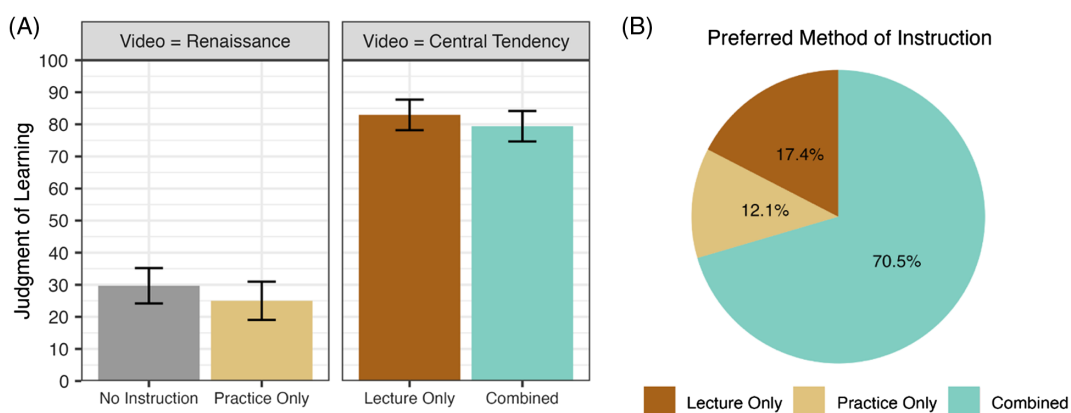 (A)
Video = Renaissance
Video = Central Tendency
Judgment of Learning
100
90
80
70
60
50
40
30
20
10
0
No Instruction
Practice Only
Lecture Only
Combined
(B)
Preferred Method of Instruction
17.4%
12.1%
70.5%
Lecture Only
Practice Only
Combined